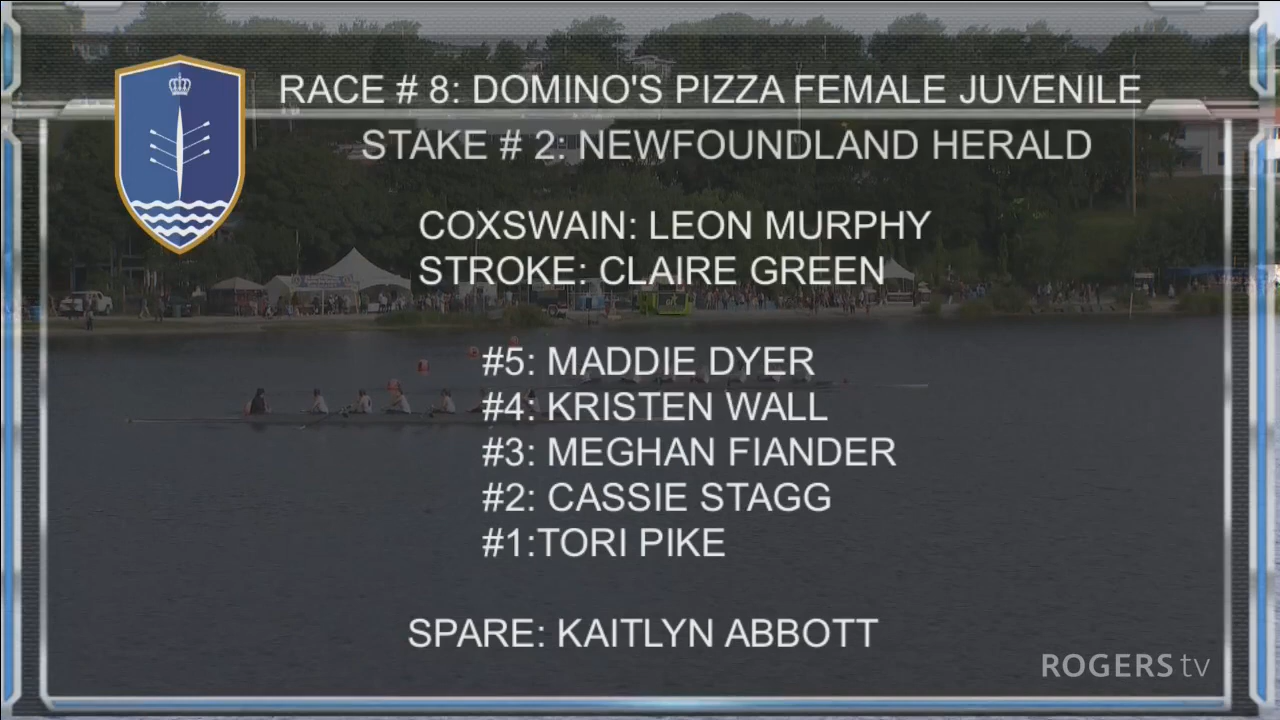 RACE # 8: DOMINO'S PIZZA FEMALE JUVENILE
STAKE # 2: NEWFOUNDLAND HERALD
COXSWAIN: LEON MURPHY
STROKE: CLAIRE GREEN
#5: MADDIE DYER
#4: KRISTEN WALL
#3: MEGHAN FIANDER
#2: CASSIE STAGG
#1:TORI PIKE
SPARE: KAITLYN ABBOTT
ROGERS tv